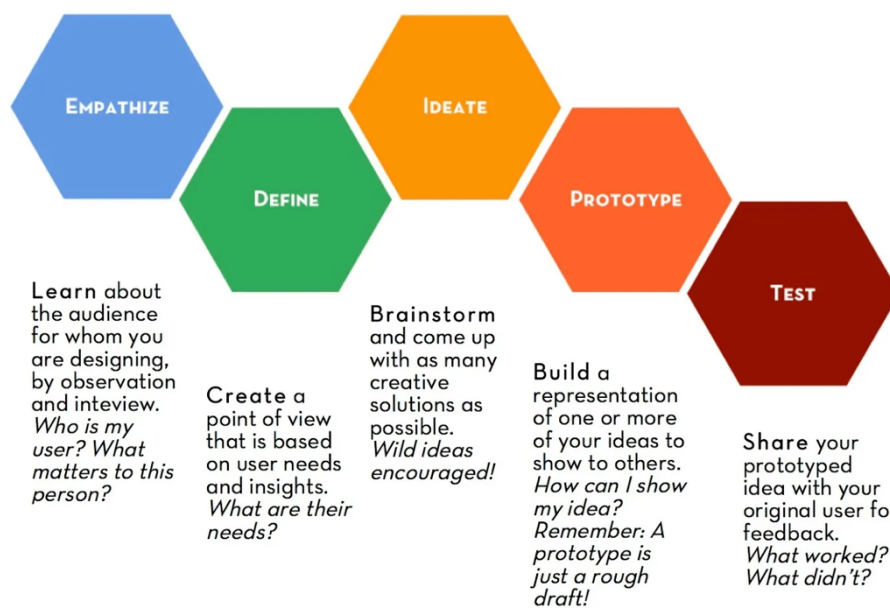 EMPATHIZE
DEFINE
IDEATE
PROTOTYPE
TEST
Learn about
the audience
for whom you
are designing,
by observation
and inteview.
Who is my
user? What
matters to this
person?
Create a
point of view
that is based
on user needs
and insights.
What are their
needs?
Brainstorm
and come up
with as many
creative
solutions as
possible.
Wild ideas
encouraged!
Build a
representation
of one or more
of your ideas to
show to others.
How can I show
my idea?
Remember: A
prototype is
just a rough
draft!
Share your
prototyped
idea with your
original user fo
feedback.
What worked?
What didn't?